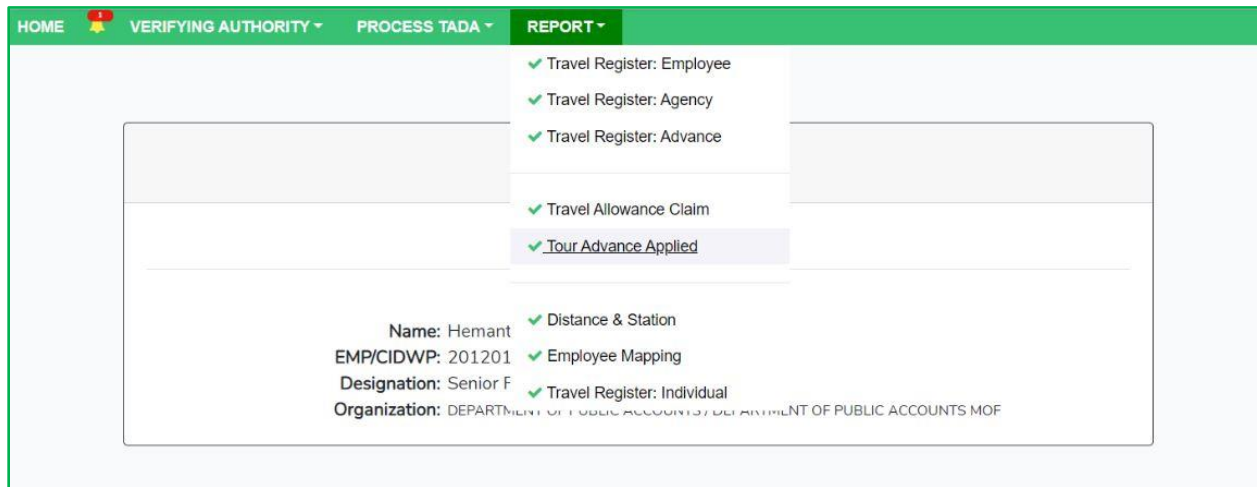 HOME 1 VERIFYING AUTHORITY PROCESS TADA REPORT
Travel Register: Employee
Travel Register: Agency
Travel Register: Advance
Travel Allowance Claim
Tour Advance Applied
Distance & Station
Employee Mapping
Travel Register: Individual
Name: Hemant
EMP/CIDWP: 201201
Designation: Senior F
Organization: DEPARTMENT OF PUBLIC ACCOUNTS / DEPARTMENT OF PUBLIC ACCOUNTS MOF